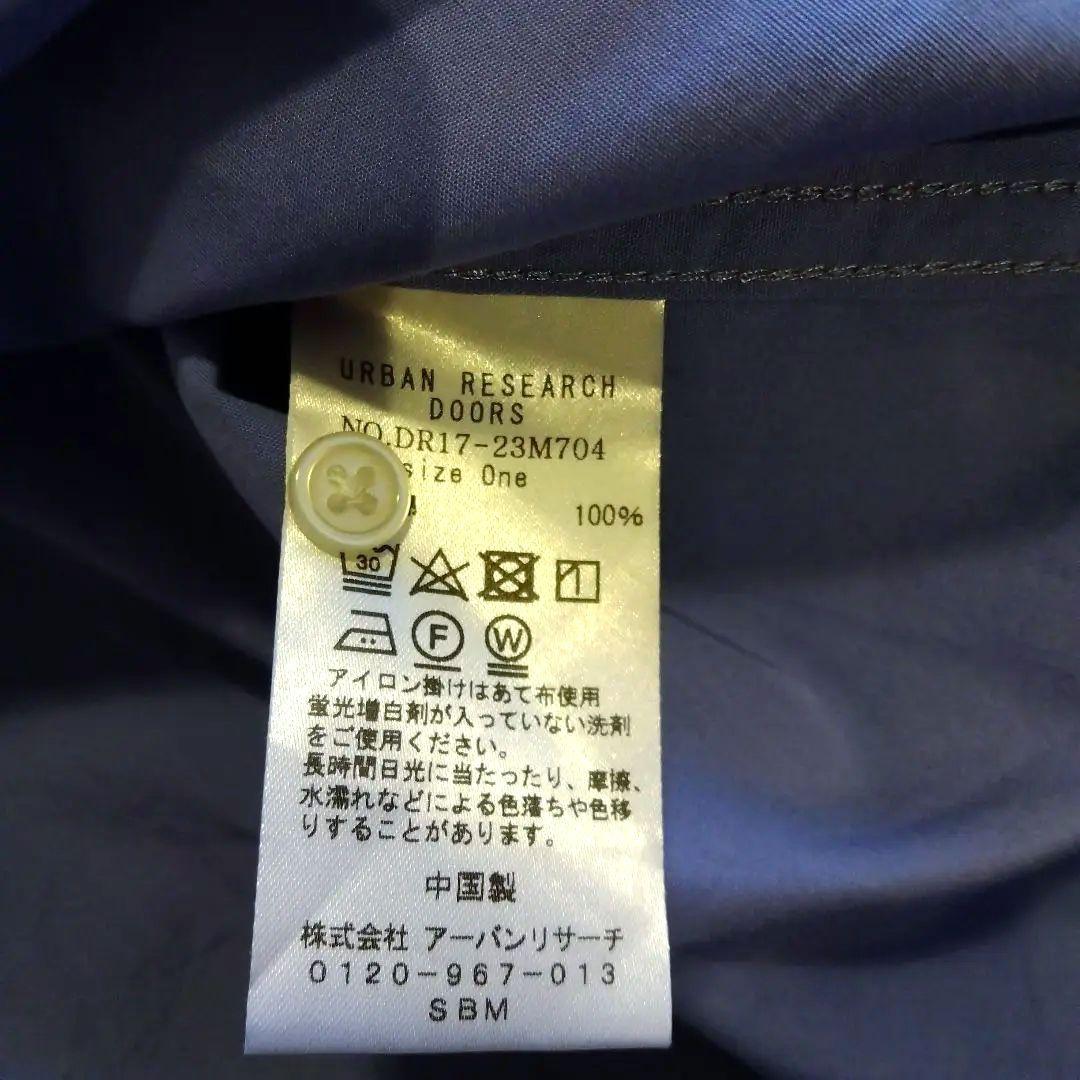 URBAN RESEARCH
DOORS
NO.DR17-23M704
size One
100%
30
F
W
アイロン掛けはあて布使用
蛍光増白剤が入っていない洗剤
をご使用ください。
長時間日光に当たったり、摩擦、
水濡れなどによる色落ちや色移
りすることがあります。
中国製
株式会社 アーバンリサーチ
0120-967-013
SBM